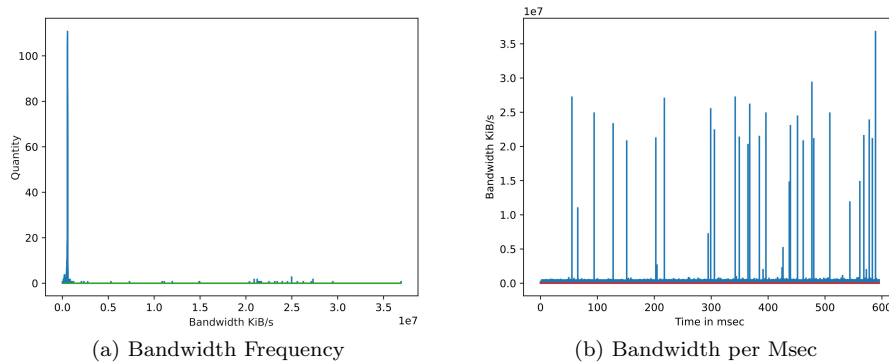 100
80
60
40
20
0
Quantity
0.0 0.5 1.0 1.5 2.0 2.5 3.0 3.5
1e7
Bandwidth KiB/s
(a) Bandwidth Frequency
1e7
3.5
3.0
2.5
2.0
1.5
1.0
0.5
0.0
Bandwidth KiB/s
0 100 200 300 400 500 600
Time in msec
(b) Bandwidth per Msec